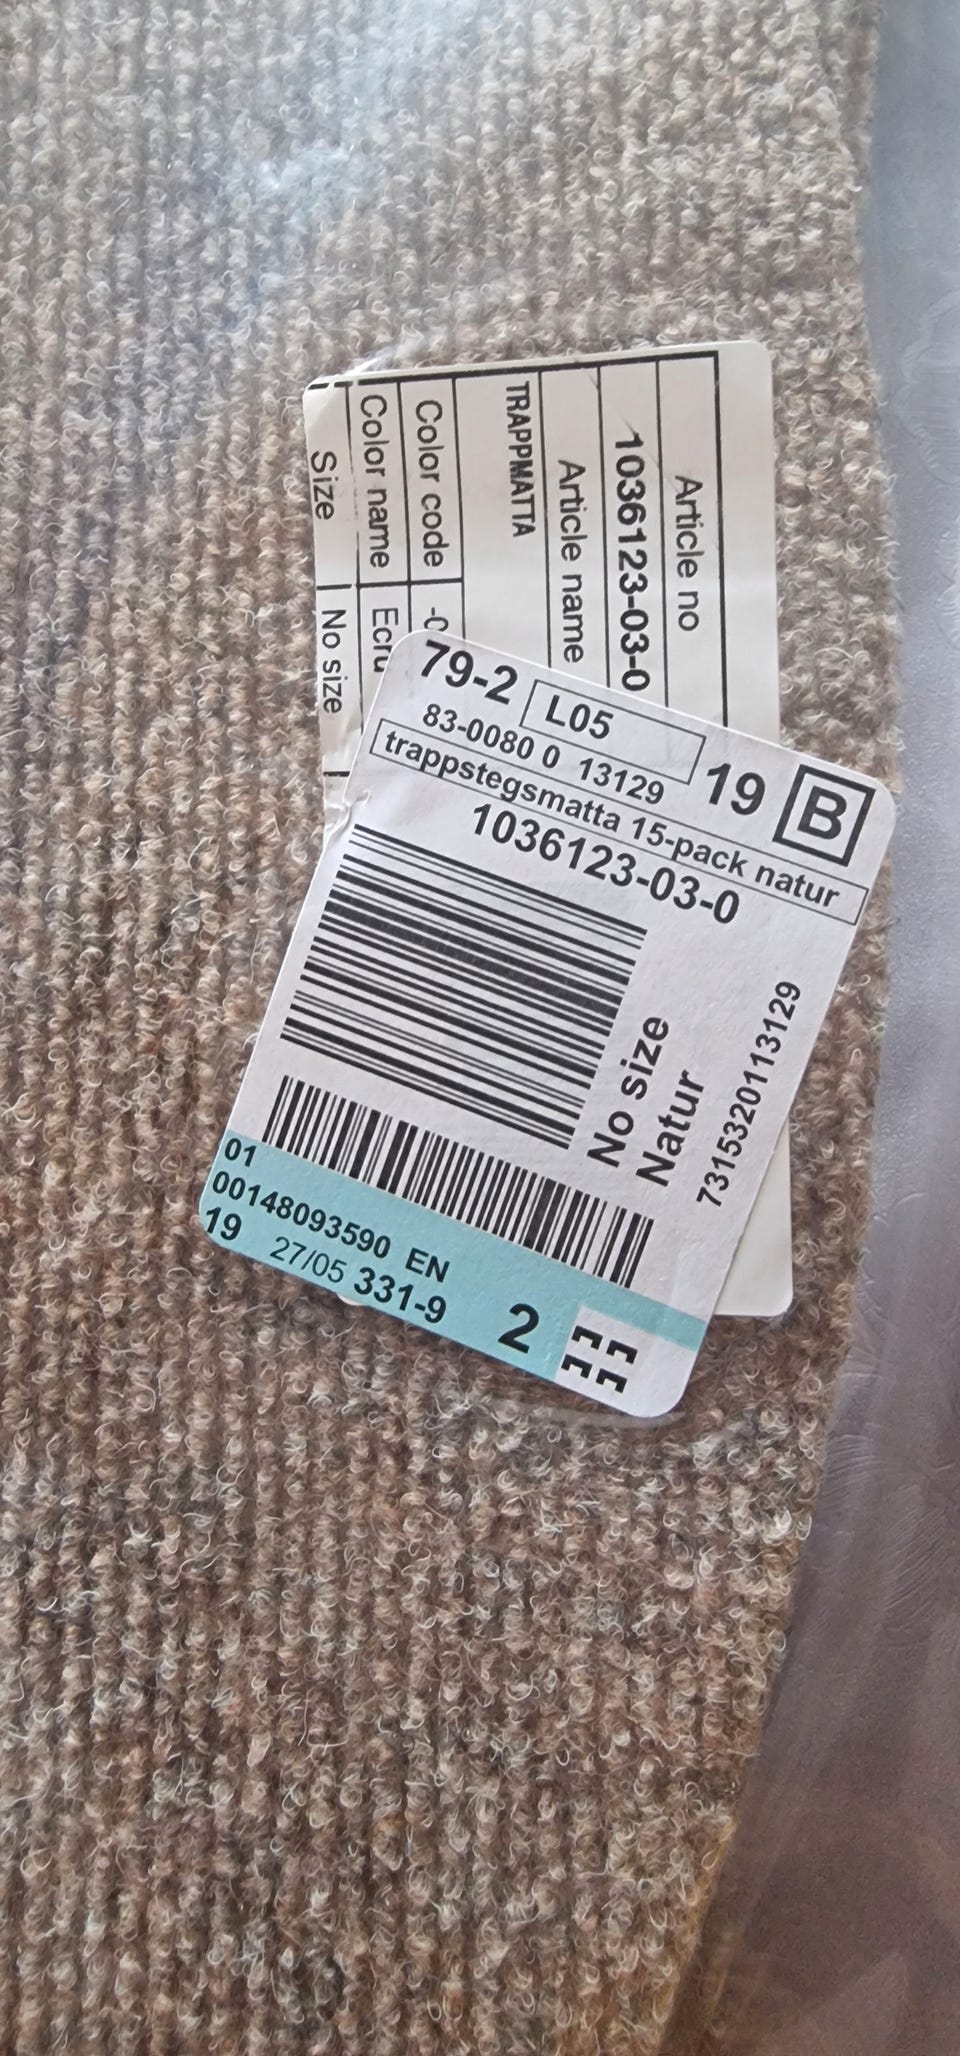 Article no
1036123-03-0
Article name
TRAPPMATTA
Color code
Color name Ecru
Size No size
79-2 L05 19 B
83-0080 0 13129
trappstegsmatta 15-pack natur
1036123-03-0
No size
Natur
7315320113129
01
00148093590 EN
19 27/05 331-9 2